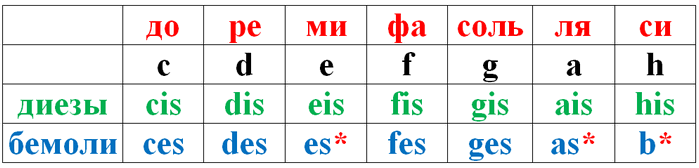 до ре ми фа соль ля си
c d e f g a h
диезы cis dis eis fis gis ais his
бемоли ces des es* fes ges as* b*